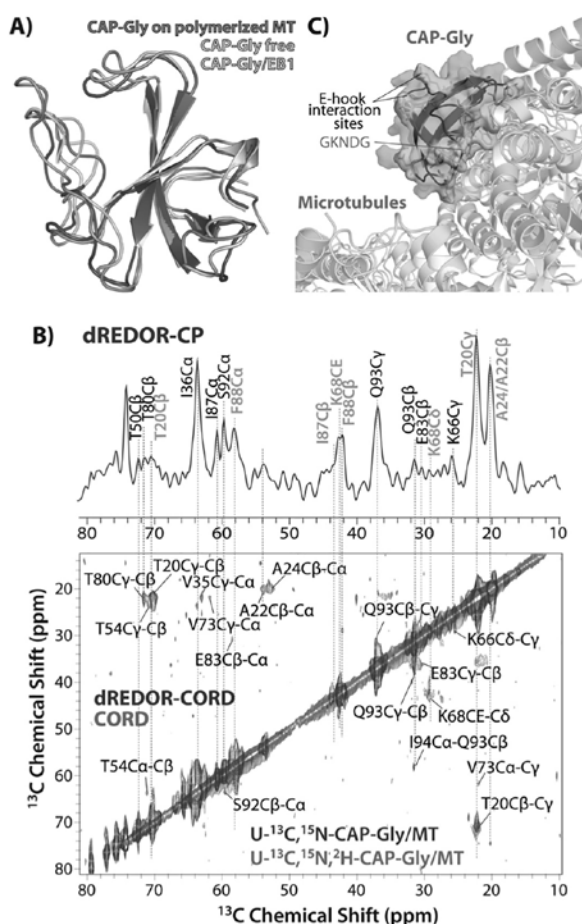 A)
CAP-Gly on polymerized MT
CAP-Gly free
CAP-Gly/EB1
C)
CAP-Gly
E-hook
interaction
sites
GKNDG
Microtubules
B)
dREDOR-CP
T50Cβ
T80Cβ
T20Cβ
I36Cα
I87Cα
S92Cα
F88Cα
I87Cβ
K68CE
F88Cβ
Q93Cγ
Q93Cβ
E83Cβ
K68Cδ
K66Cγ
T20Cγ
A24/A22Cβ
81 70 60 50 40 30 20 10
T80Cγ-Cβ
T20Cγ-Cβ
V35Cγ-Cα
A24Cβ-Cα
T54Cγ-Cβ
V73Cγ-Cα
A22Cβ-Cα
E83Cβ-Cα
Q93Cβ-Cγ
K66Cδ-Cγ
E83Cγ-Cβ
Q93Cγ-Cβ
K68CE-Cδ
I94Cα-Q93Cβ
V73Cα-Cγ
T20Cβ-Cγ
dREDOR-CORD
CORD
T54Cα-Cβ
S92Cβ-Cα
U-¹³C,¹⁵N-CAP-Gly/MT
U-¹³C,¹⁵N,²H-CAP-Gly/MT
¹³C Chemical Shift (ppm)
20
30
40
50
60
70
80
81 70 60 50 40 30 20 10
¹³C Chemical Shift (ppm)